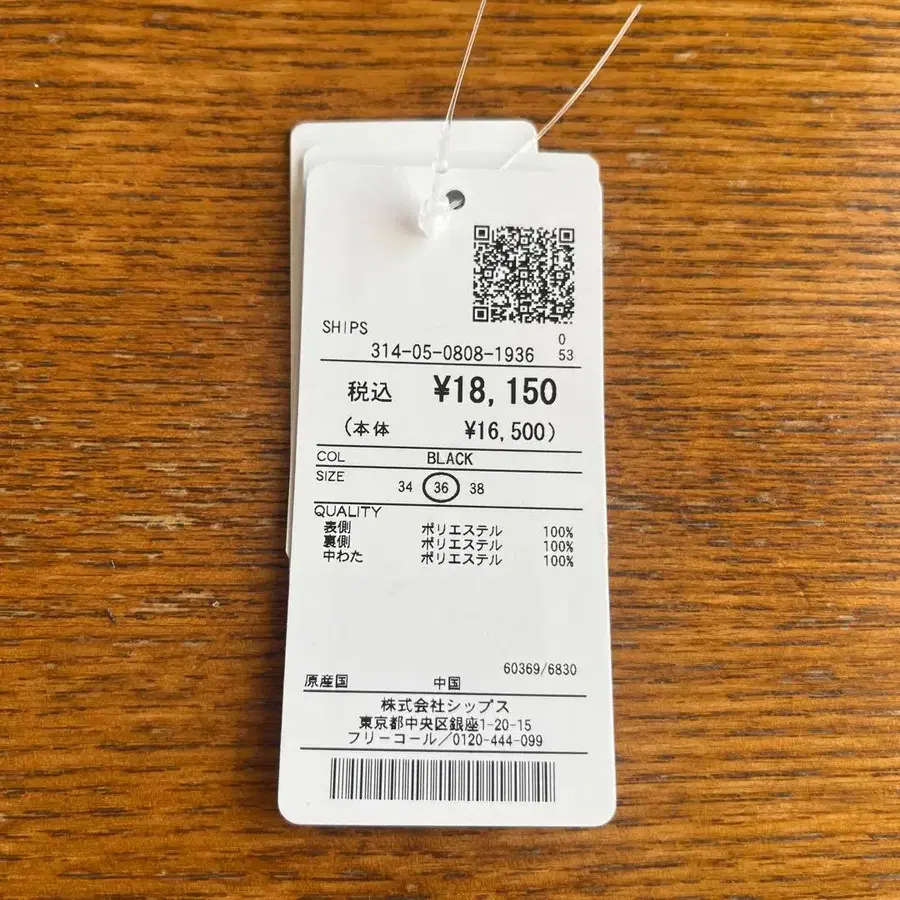 SHIPS 0
314-05-0808-1936 53
税込 ¥18,150
(本体 ¥16,500)
COL BLACK
SIZE 34 36 38
QUALITY
表側 ポリエステル 100%
裏側 ポリエステル 100%
中わた ポリエステル 100%
60369/6830
原産国 中国
株式会社シップス
東京都中央区銀座1-20-15
フリーコール/0120-444-099